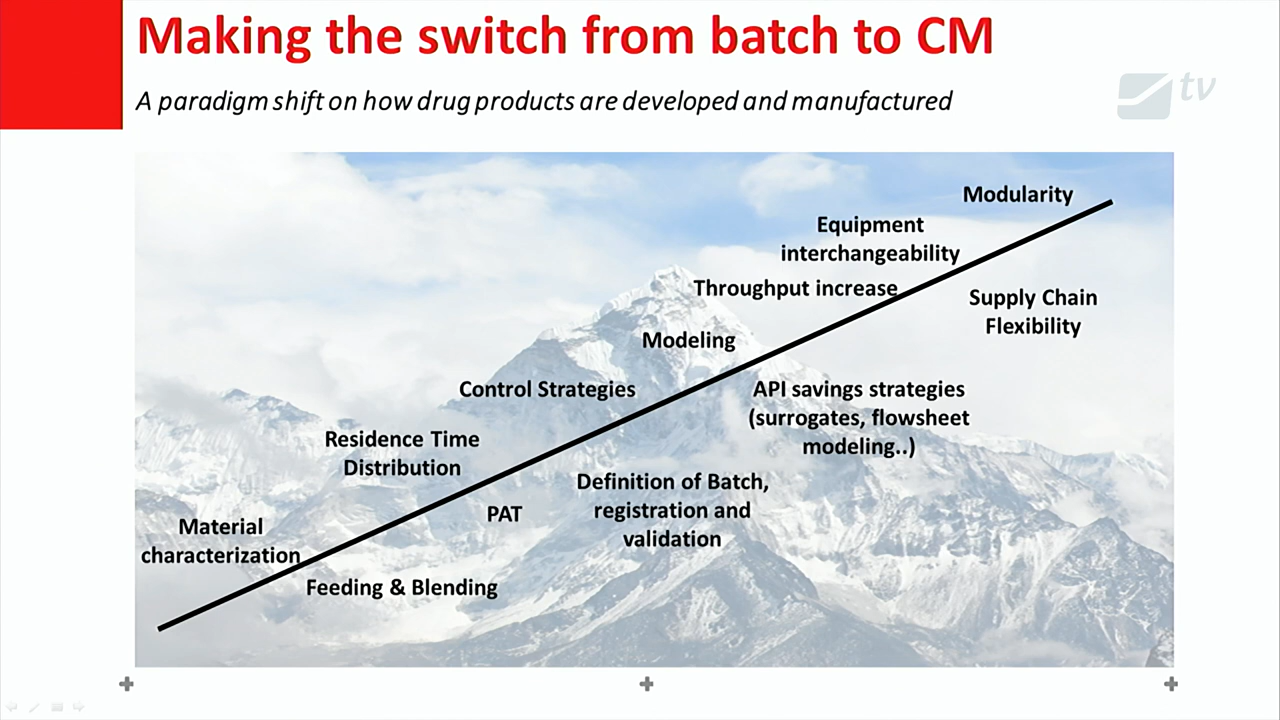 Making the switch from batch to CM
A paradigm shift on how drug products are developed and manufactured
tv
Modularity
Equipment
interchangeability
Throughput increase
Supply Chain
Flexibility
Modeling
Control Strategies
API savings strategies
(surrogates, flowsheet
modeling..)
Residence Time
Distribution
Definition of Batch,
registration and
validation
PAT
Material
characterization
Feeding & Blending